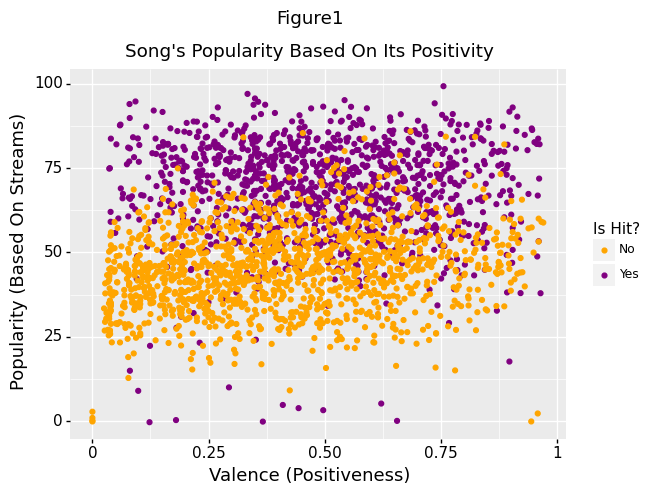 Figure1
Song's Popularity Based On Its Positivity
Popularity (Based On Streams)
100
75
50
25
0
0 0.25 0.50 0.75 1
Valence (Positiveness)
Is Hit?
No
Yes